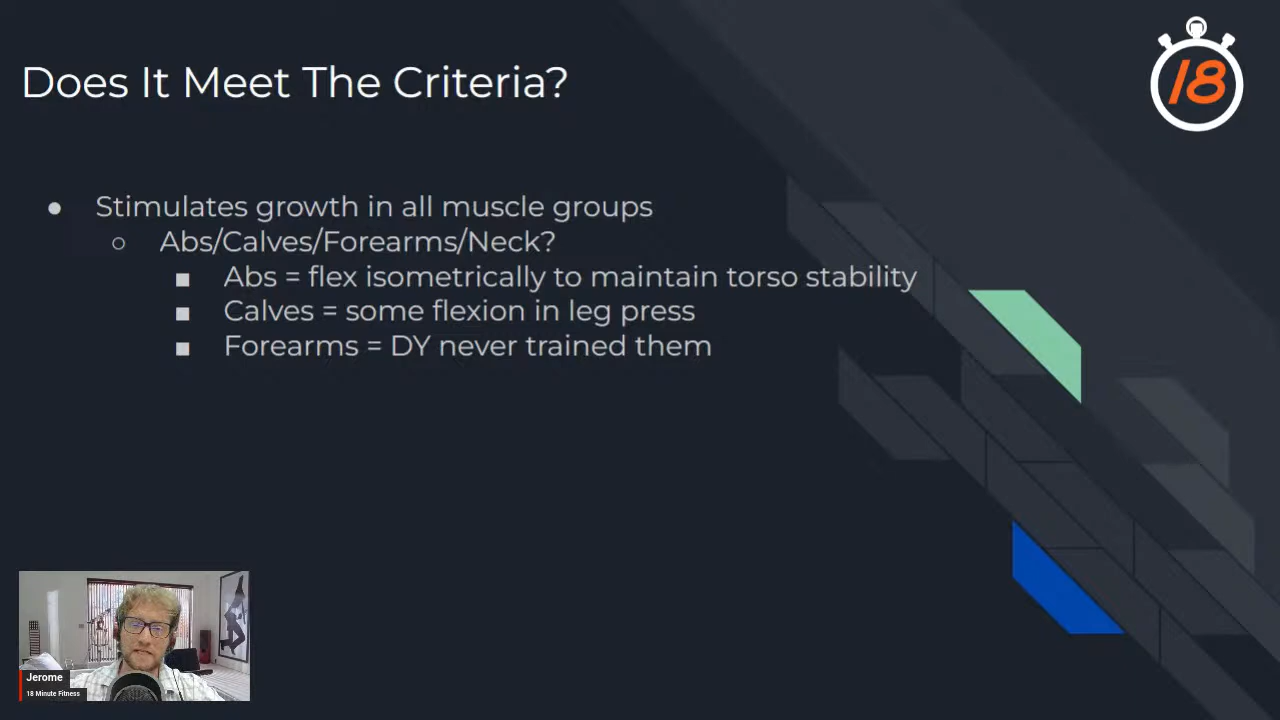 Does It Meet The Criteria?
18
● Stimulates growth in all muscle groups
○ Abs/Calves/Forearms/Neck?
■ Abs = flex isometrically to maintain torso stability
■ Calves = some flexion in leg press
■ Forearms = DY never trained them
Jerome
18 Minute Fitness